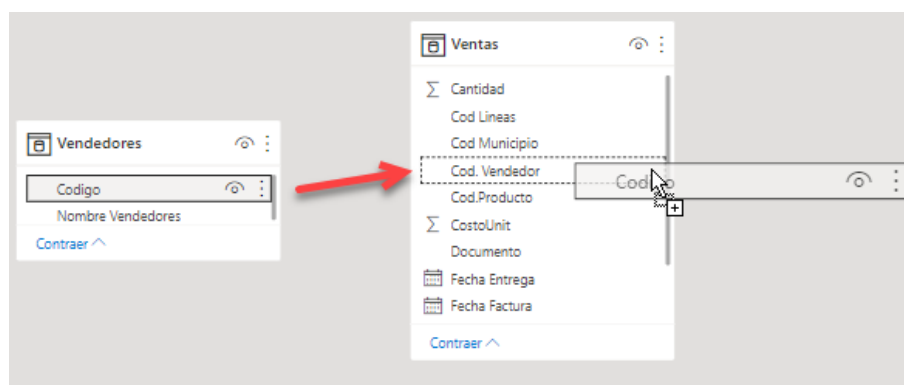 Vendedores
Codigo
Nombre Vendedores
Contraer
Ventas
Cantidad
Cod Lineas
Cod Municipio
Cod. Vendedor
Cod.Producto
CostoUnit
Documento
Fecha Entrega
Fecha Factura
Contraer
Codigo